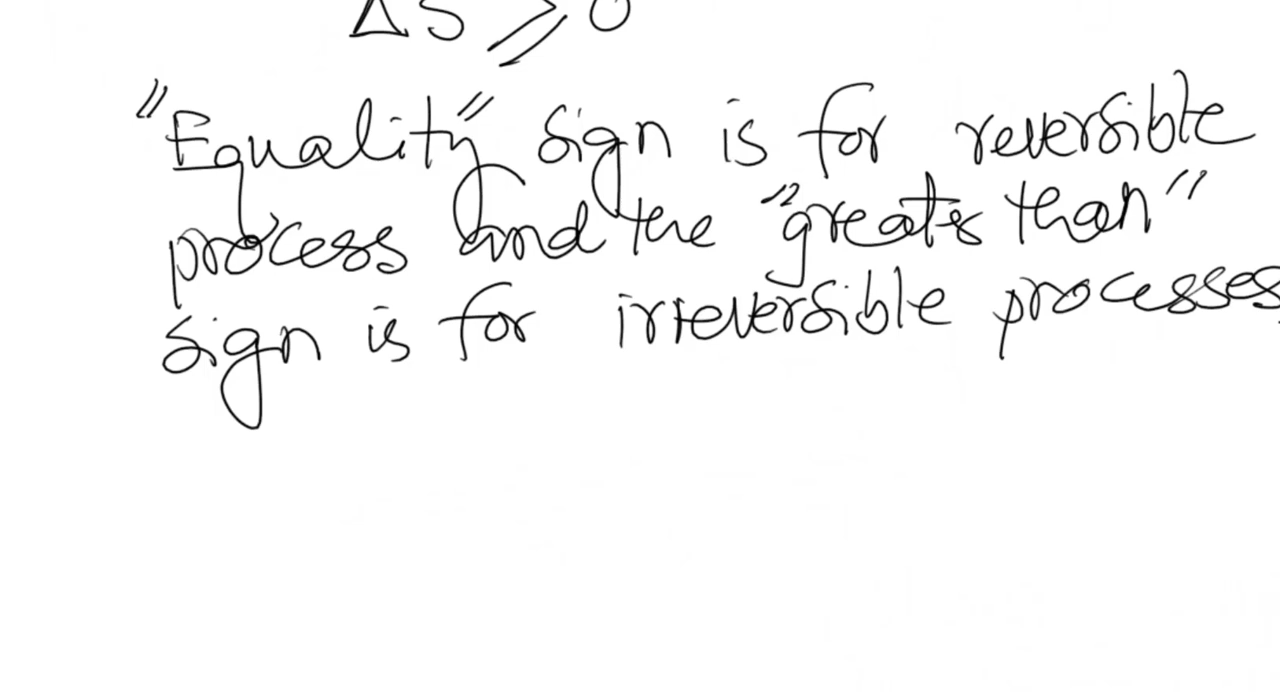 ΔS ≥ 0
"Equality" sign is for reversible
process and the "greater than"
sign is for irreversible processes